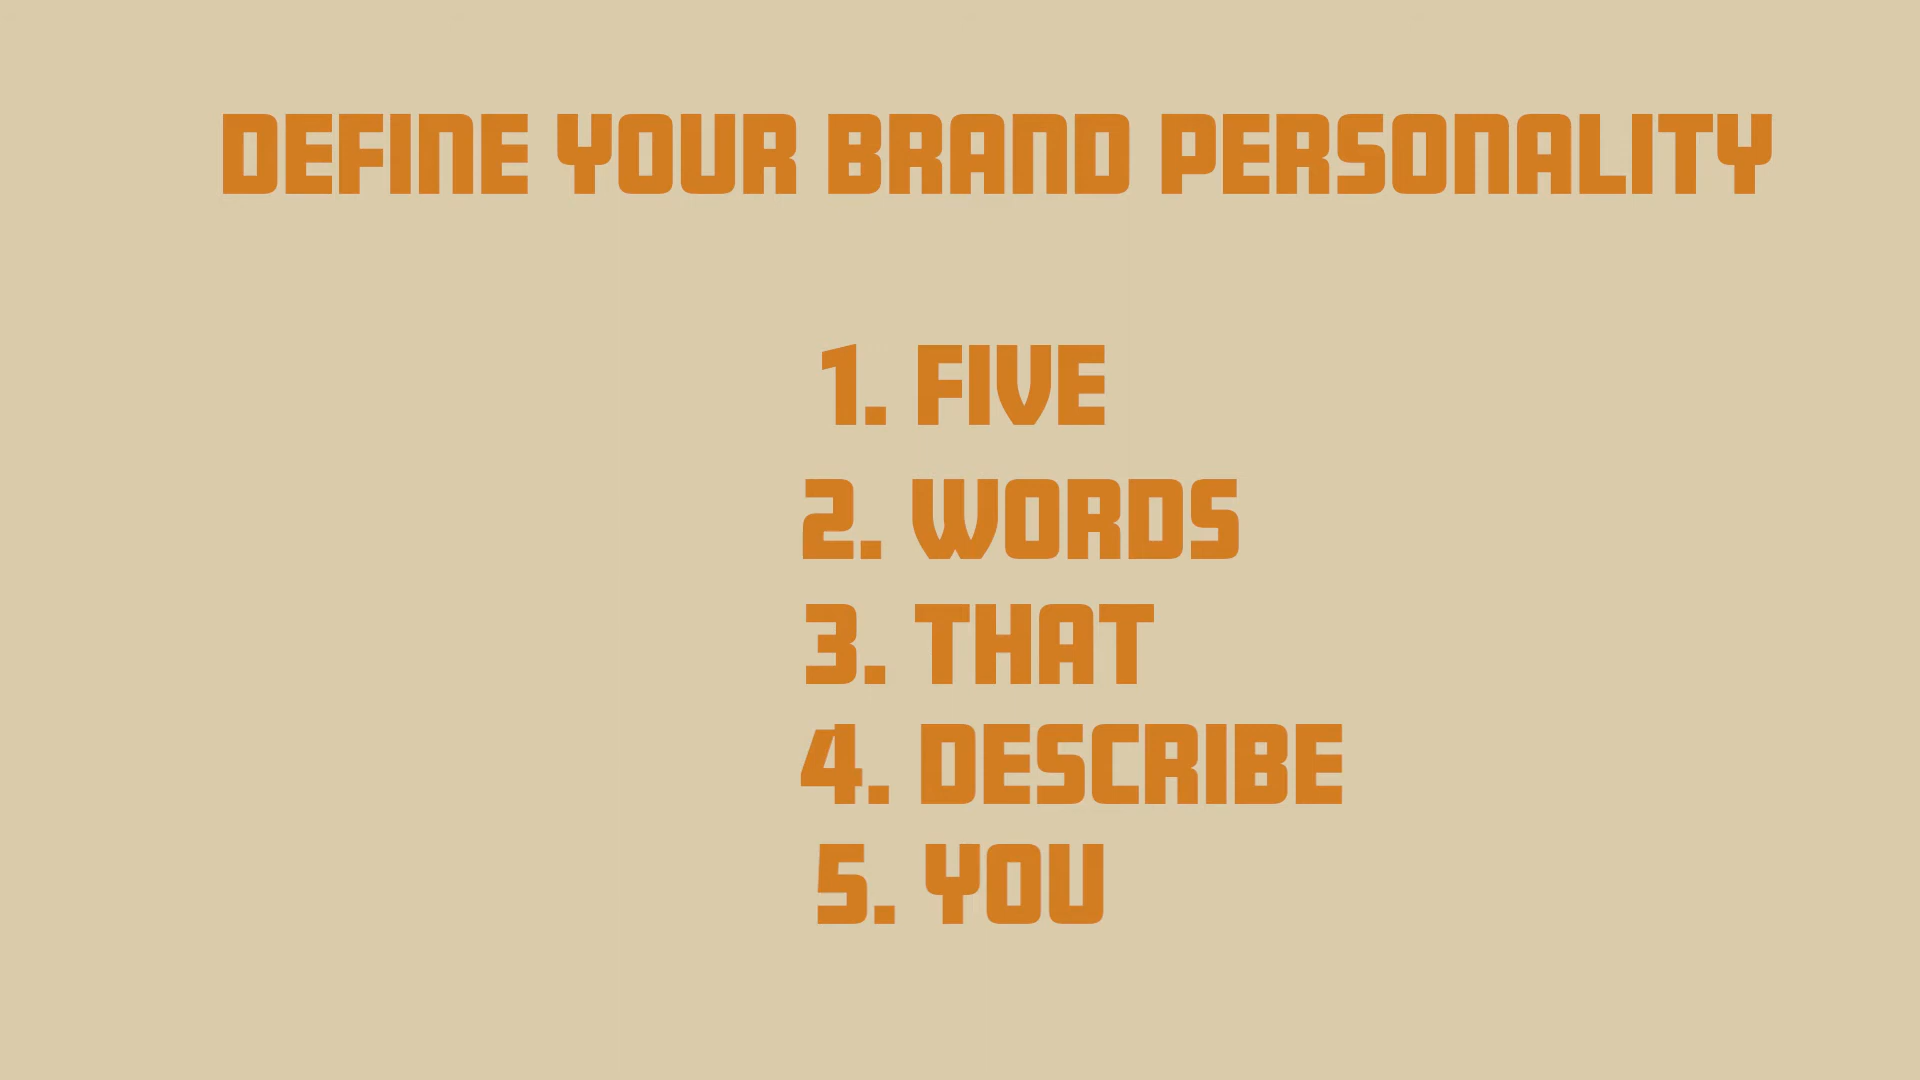 DEFINE YOUR BRAND PERSONALITY
1. FIVE
2. WORDS
3. THAT
4. DESCRIBE
5. YOU